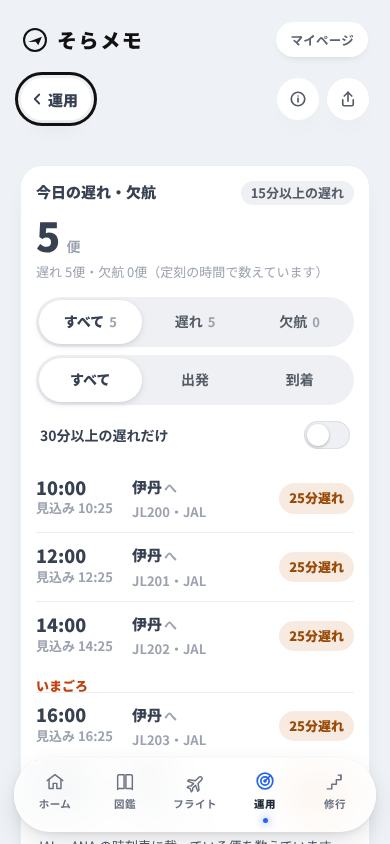 そらメモ
マイページ
運用
今日の遅れ・欠航
15分以上の遅れ
5 便
遅れ 5便・欠航 0便（定刻の時間で数えています）
すべて 5 遅れ 5 欠航 0
すべて 出発 到着
30分以上の遅れだけ
10:00 伊丹へ
見込み 10:25 JL200・JAL
25分遅れ
12:00 伊丹へ
見込み 12:25 JL201・JAL
25分遅れ
14:00 伊丹へ
見込み 14:25 JL202・JAL
25分遅れ
いまごろ
16:00 伊丹へ
見込み 16:25 JL203・JAL
25分遅れ
ホーム 図鑑 フライト 運用 修行